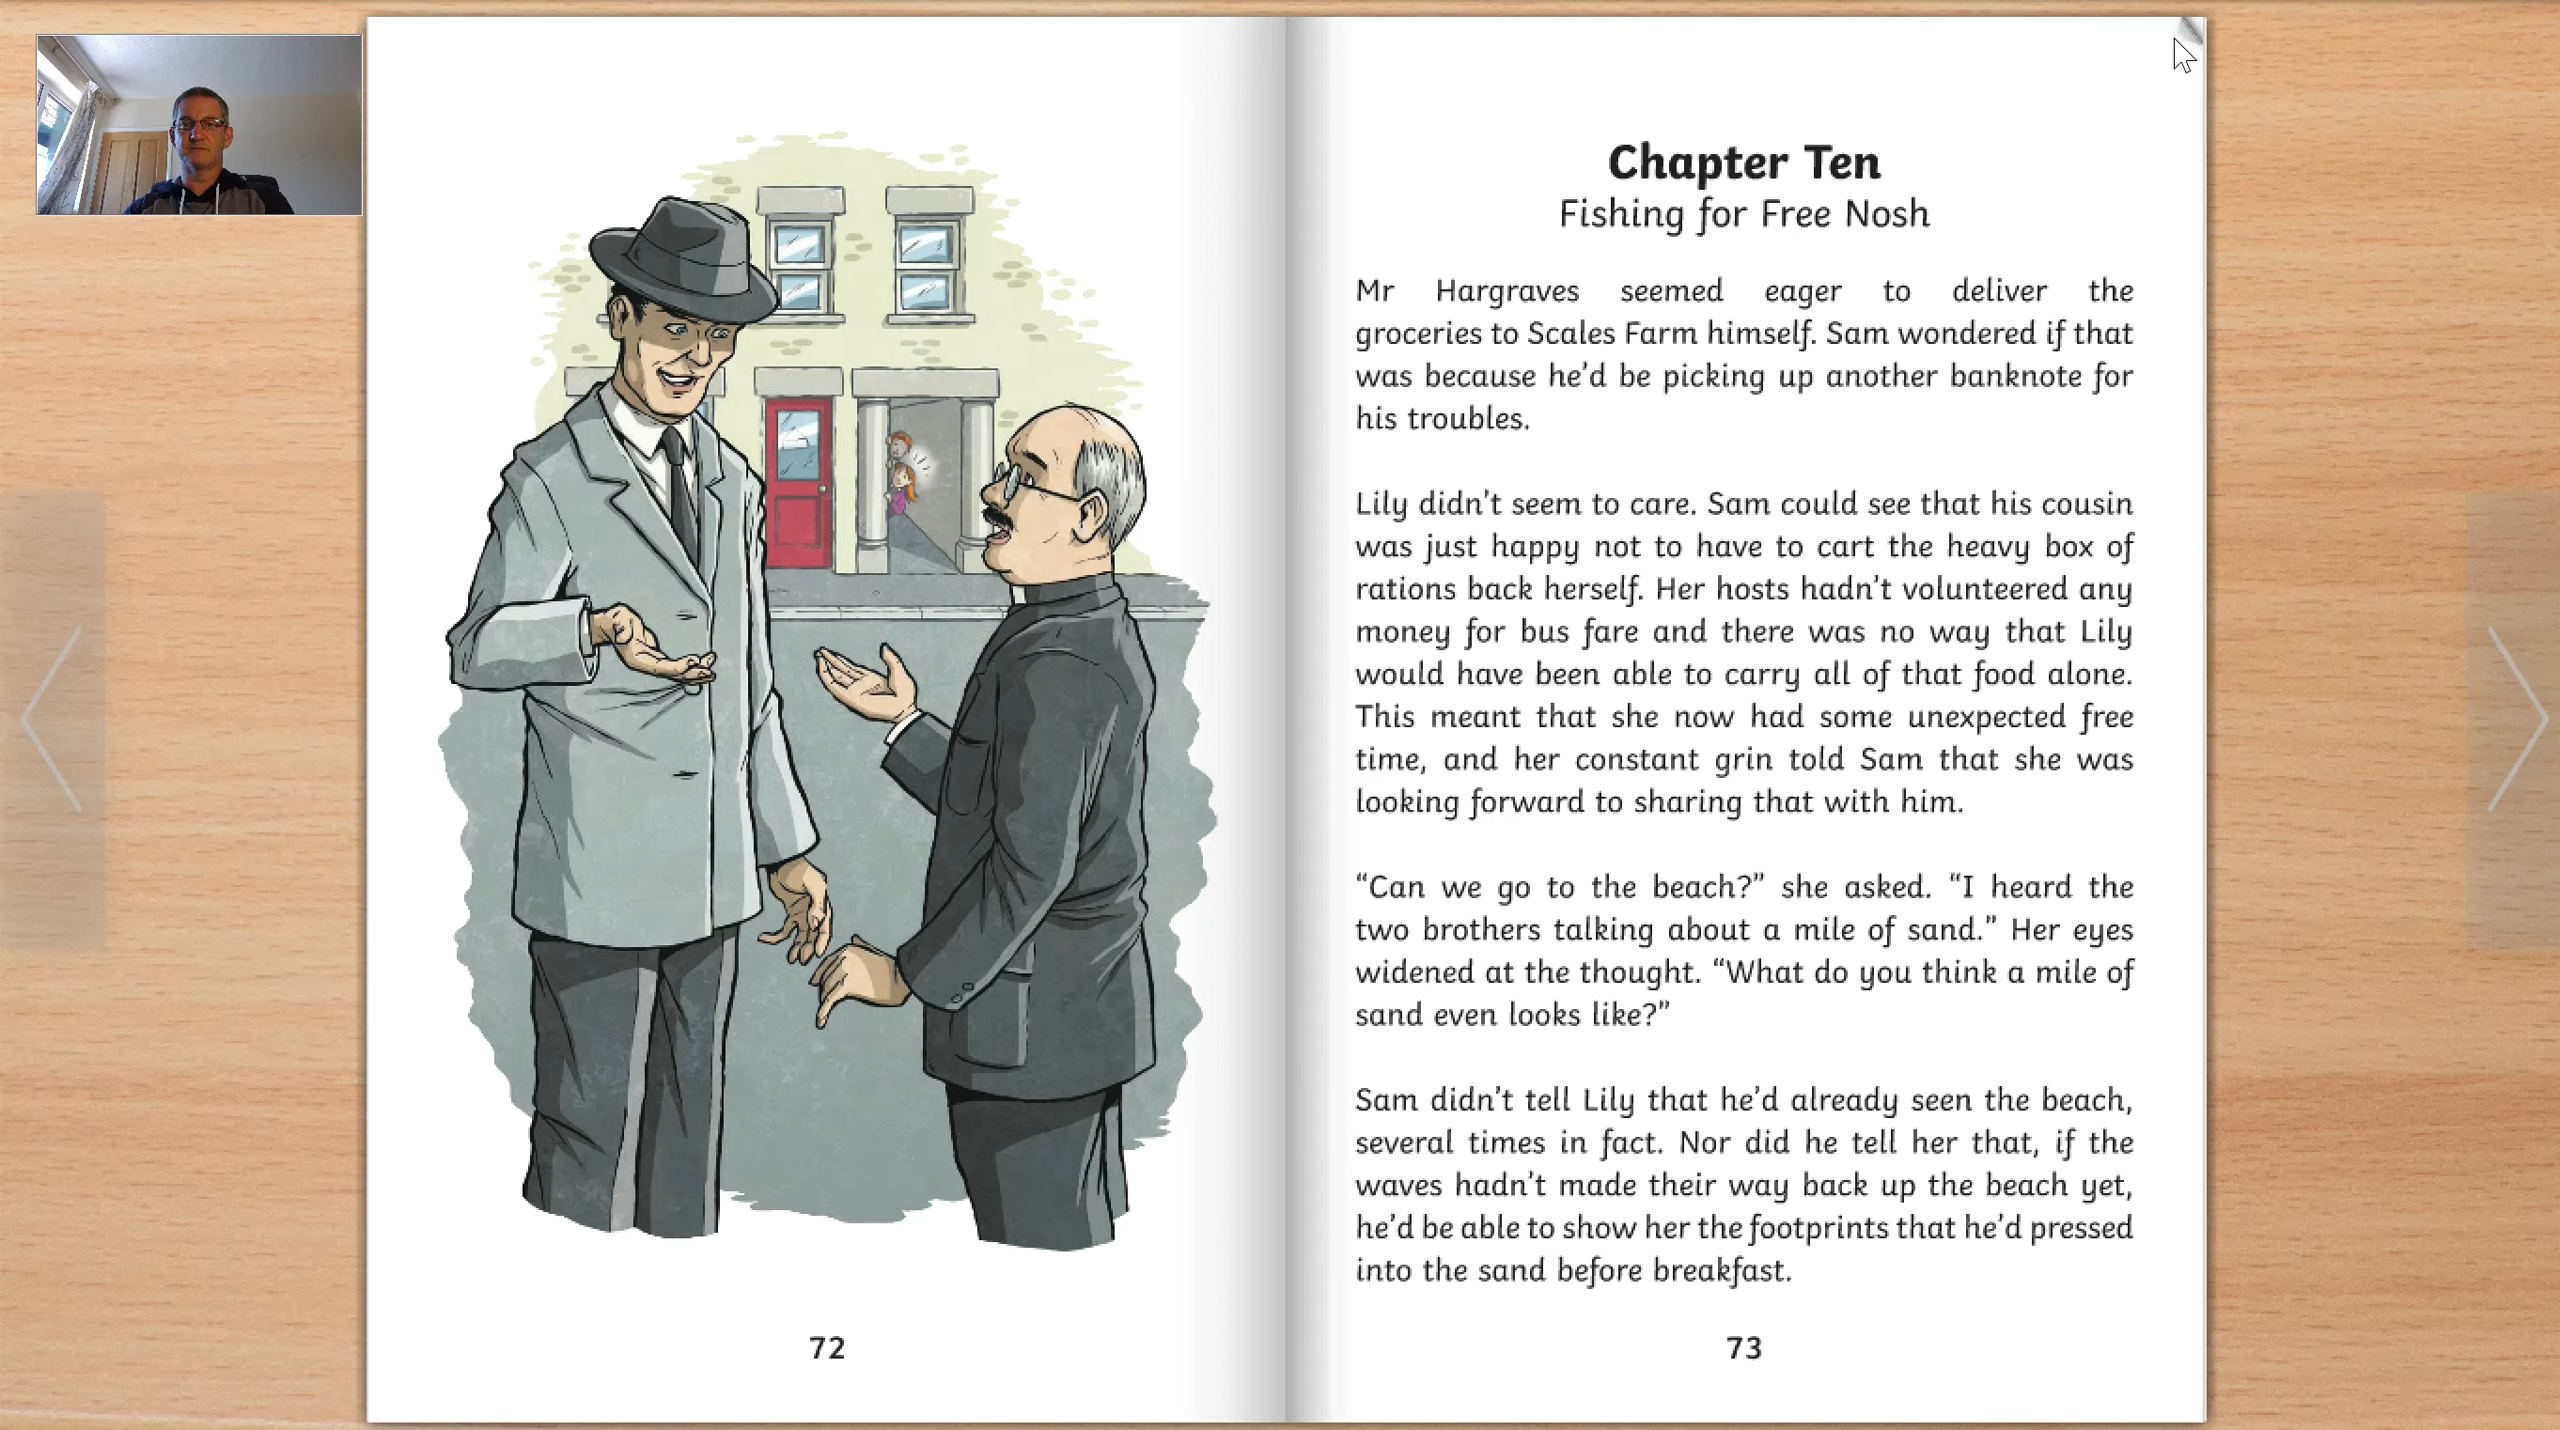 Chapter Ten
Fishing for Free Nosh
Mr Hargraves seemed eager to deliver the
groceries to Scales Farm himself. Sam wondered if that
was because he’d be picking up another banknote for
his troubles.
Lily didn’t seem to care. Sam could see that his cousin
was just happy not to have to cart the heavy box of
rations back herself. Her hosts hadn’t volunteered any
money for bus fare and there was no way that Lily
would have been able to carry all of that food alone.
This meant that she now had some unexpected free
time, and her constant grin told Sam that she was
looking forward to sharing that with him.
“Can we go to the beach?” she asked. “I heard the
two brothers talking about a mile of sand.” Her eyes
widened at the thought. “What do you think a mile of
sand even looks like?”
Sam didn’t tell Lily that he’d already seen the beach,
several times in fact. Nor did he tell her that, if the
waves hadn’t made their way back up the beach yet,
he’d be able to show her the footprints that he’d pressed
into the sand before breakfast.
72
73